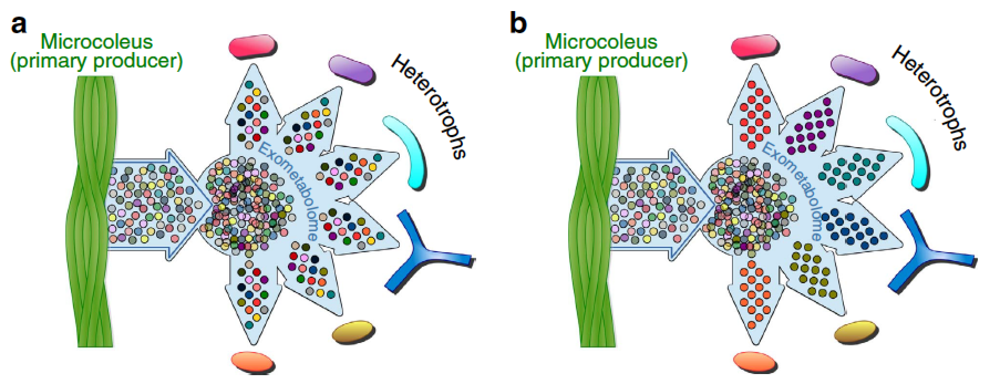 a
Microcoleus
(primary producer)
Heterotrophs
Exometabolome
b
Microcoleus
(primary producer)
Heterotrophs
Exometabolome